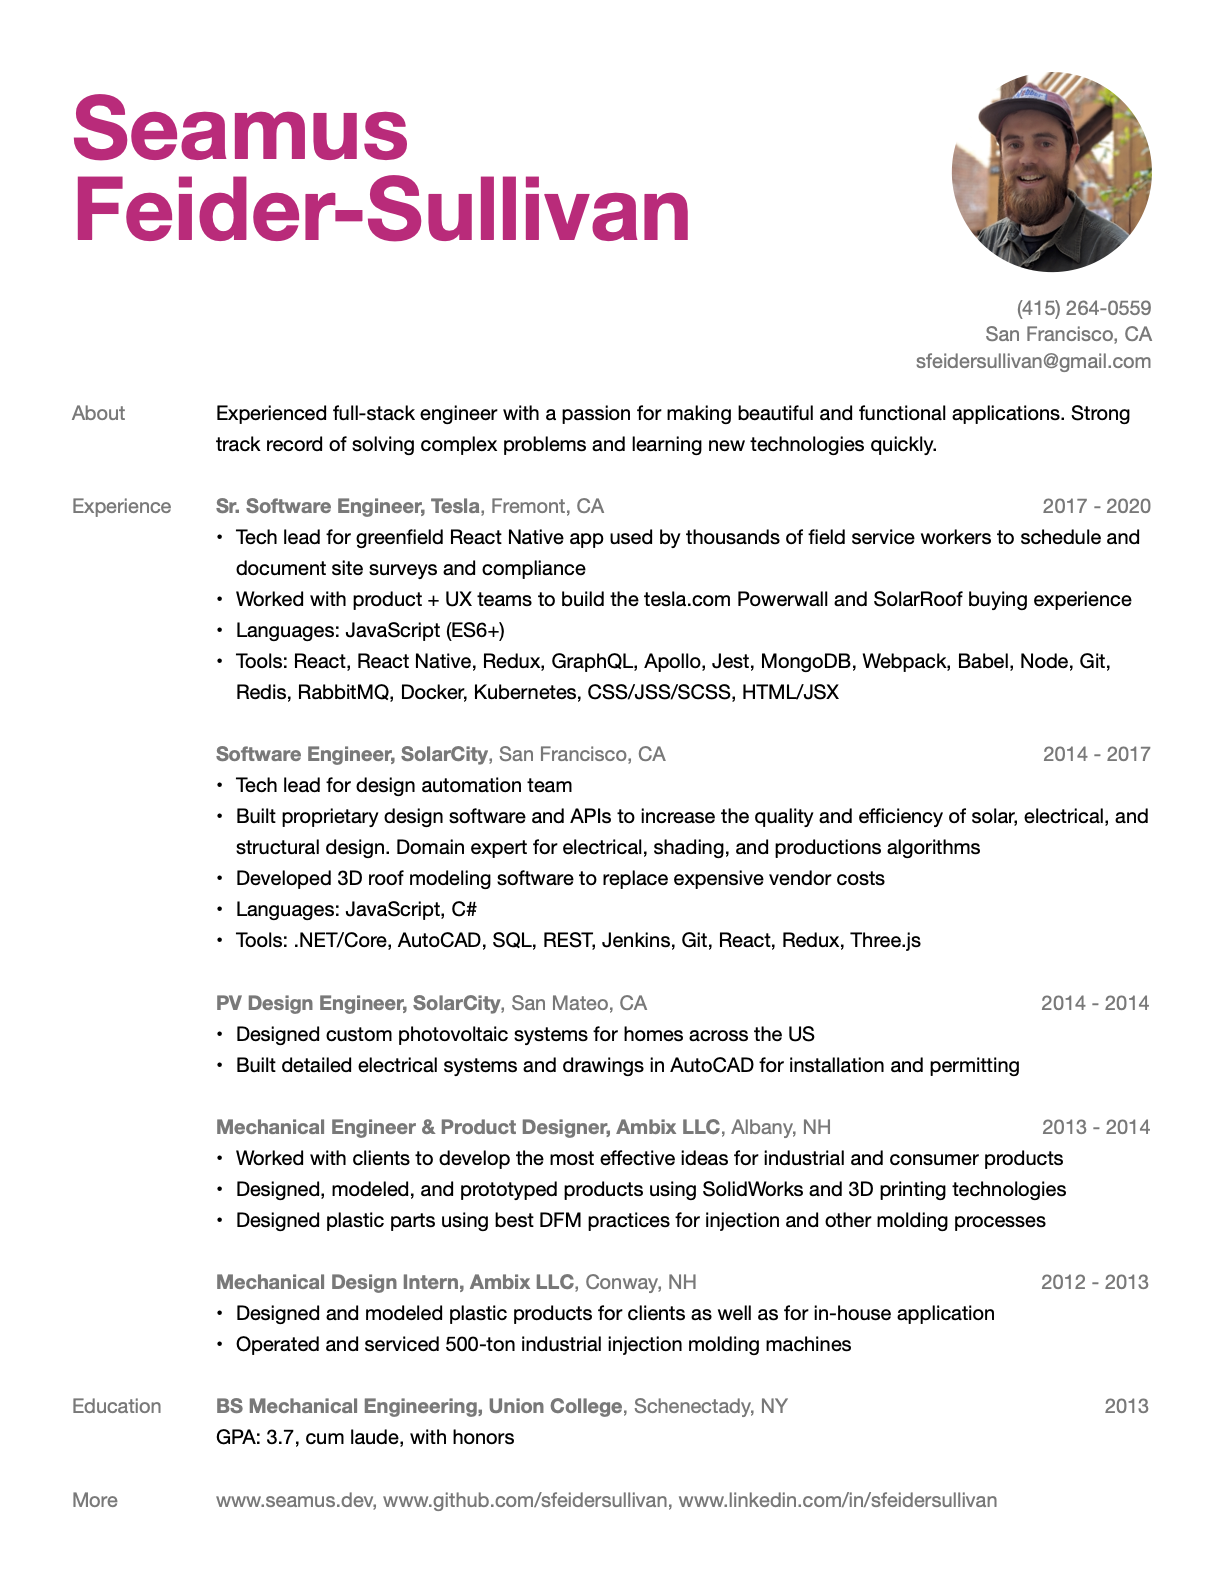 Seamus
Feider-Sullivan
(415) 264-0559
San Francisco, CA
sfeidersullivan@gmail.com
About
Experienced full-stack engineer with a passion for making beautiful and functional applications. Strong
track record of solving complex problems and learning new technologies quickly.
Experience
Sr. Software Engineer, Tesla, Fremont, CA 2017 - 2020
• Tech lead for greenfield React Native app used by thousands of field service workers to schedule and
document site surveys and compliance
• Worked with product + UX teams to build the tesla.com Powerwall and SolarRoof buying experience
• Languages: JavaScript (ES6+)
• Tools: React, React Native, Redux, GraphQL, Apollo, Jest, MongoDB, Webpack, Babel, Node, Git,
Redis, RabbitMQ, Docker, Kubernetes, CSS/JSS/SCSS, HTML/JSX
Software Engineer, SolarCity, San Francisco, CA 2014 - 2017
• Tech lead for design automation team
• Built proprietary design software and APIs to increase the quality and efficiency of solar, electrical, and
structural design. Domain expert for electrical, shading, and productions algorithms
• Developed 3D roof modeling software to replace expensive vendor costs
• Languages: JavaScript, C#
• Tools: .NET/Core, AutoCAD, SQL, REST, Jenkins, Git, React, Redux, Three.js
PV Design Engineer, SolarCity, San Mateo, CA 2014 - 2014
• Designed custom photovoltaic systems for homes across the US
• Built detailed electrical systems and drawings in AutoCAD for installation and permitting
Mechanical Engineer & Product Designer, Ambix LLC, Albany, NH 2013 - 2014
• Worked with clients to develop the most effective ideas for industrial and consumer products
• Designed, modeled, and prototyped products using SolidWorks and 3D printing technologies
• Designed plastic parts using best DFM practices for injection and other molding processes
Mechanical Design Intern, Ambix LLC, Conway, NH 2012 - 2013
• Designed and modeled plastic products for clients as well as for in-house application
• Operated and serviced 500-ton industrial injection molding machines
Education
BS Mechanical Engineering, Union College, Schenectady, NY 2013
GPA: 3.7, cum laude, with honors
More
www.seamus.dev, www.github.com/sfeidersullivan, www.linkedin.com/in/sfeidersullivan